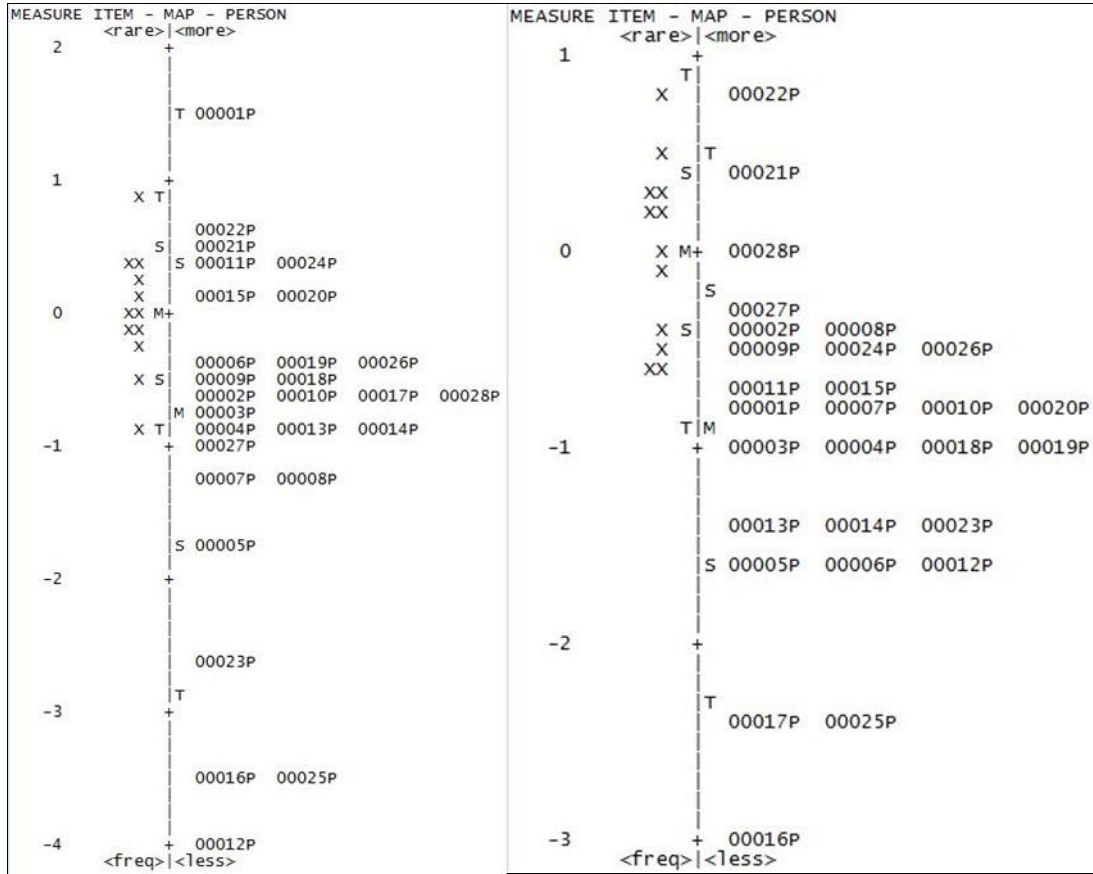 MEASURE ITEM - MAP - PERSON
<rare>|<more>
2 +
|
|
|
|
|T 00001P
|
|
|
|
1 +
X T|
|
| 00022P
S| 00021P
XX |S 00011P 00024P
X |
X | 00015P 00020P
0 XX M+
XX |
X |
| 00006P 00019P 00026P
X S| 00009P 00018P
| 00002P 00010P 00017P 00028P
M 00003P
X T| 00004P 00013P 00014P
-1 + 00027P
|
| 00007P 00008P
|
|
|
|S 00005P
|
-2 +
|
|
|
|
| 00023P
|
|T
-3 +
|
|
|
| 00016P 00025P
|
|
|
|
-4 + 00012P
<freq>|<less>
MEASURE ITEM - MAP - PERSON
<rare>|<more>
1 +
T|
X | 00022P
|
|
X |T
S| 00021P
XX |
XX |
|
0 X M+ 00028P
X |
|S
| 00027P
X S| 00002P 00008P
X | 00009P 00024P 00026P
XX |
| 00011P 00015P
| 00001P 00007P 00010P 00020P
T|M
-1 + 00003P 00004P 00018P 00019P
|
|
|
| 00013P 00014P 00023P
|
|S 00005P 00006P 00012P
|
|
|
-2 +
|
|
|T
| 00017P 00025P
|
|
|
|
|
-3 + 00016P
<freq>|<less>